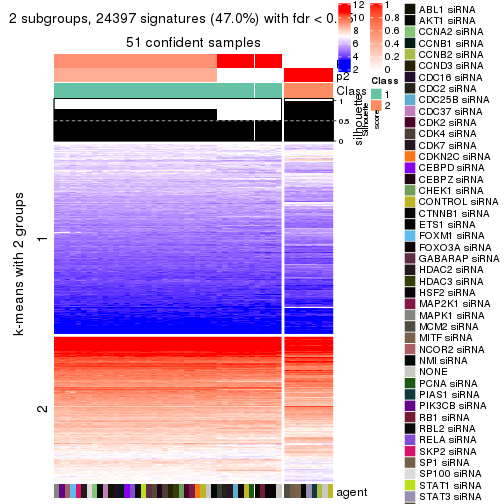 2 subgroups, 24397 signatures (47.0%) with fdr < 0.
51 confident samples
p2
Class
silhouette
1
0.5
0
k-means with 2 groups
1
2
agent
12
10
8
6
4
2
1
0.8
0.6
0.4
0.2
0
Class
1
2
Silhouette
score
ABL1 siRNA
AKT1 siRNA
CCNA2 siRNA
CCNB1 siRNA
CCNB2 siRNA
CCND3 siRNA
CDC16 siRNA
CDC2 siRNA
CDC25B siRNA
CDC37 siRNA
CDK2 siRNA
CDK4 siRNA
CDK7 siRNA
CDKN2C siRNA
CEBPD siRNA
CEBPZ siRNA
CHEK1 siRNA
CONTROL siRNA
CTNNB1 siRNA
ETS1 siRNA
FOXM1 siRNA
FOXO3A siRNA
GABARAP siRNA
HDAC2 siRNA
HDAC3 siRNA
HSF2 siRNA
MAP2K1 siRNA
MAPK1 siRNA
MCM2 siRNA
MITF siRNA
NCOR2 siRNA
NMI siRNA
NONE
PCNA siRNA
PIAS1 siRNA
PIK3CB siRNA
RB1 siRNA
RBL2 siRNA
RELA siRNA
SKP2 siRNA
SP1 siRNA
SP100 siRNA
STAT1 siRNA
STAT3 siRNA